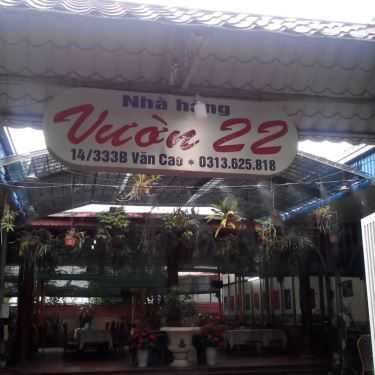 Nhà hàng
Vườn 22
14/333B Văn Cao * 0313.625.818